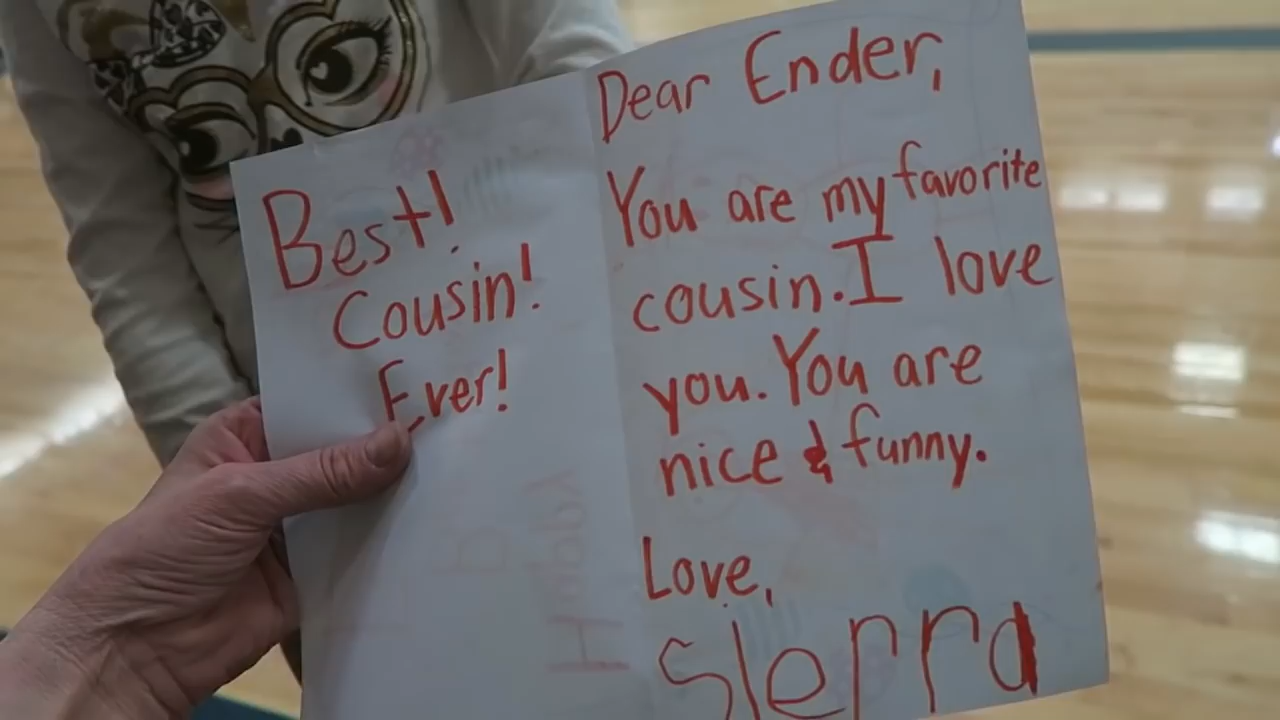 Best!
Cousin!
Ever!
Dear Ender,
You are my favorite
cousin. I love
you. You are
nice & funny.
Love,
Sierra